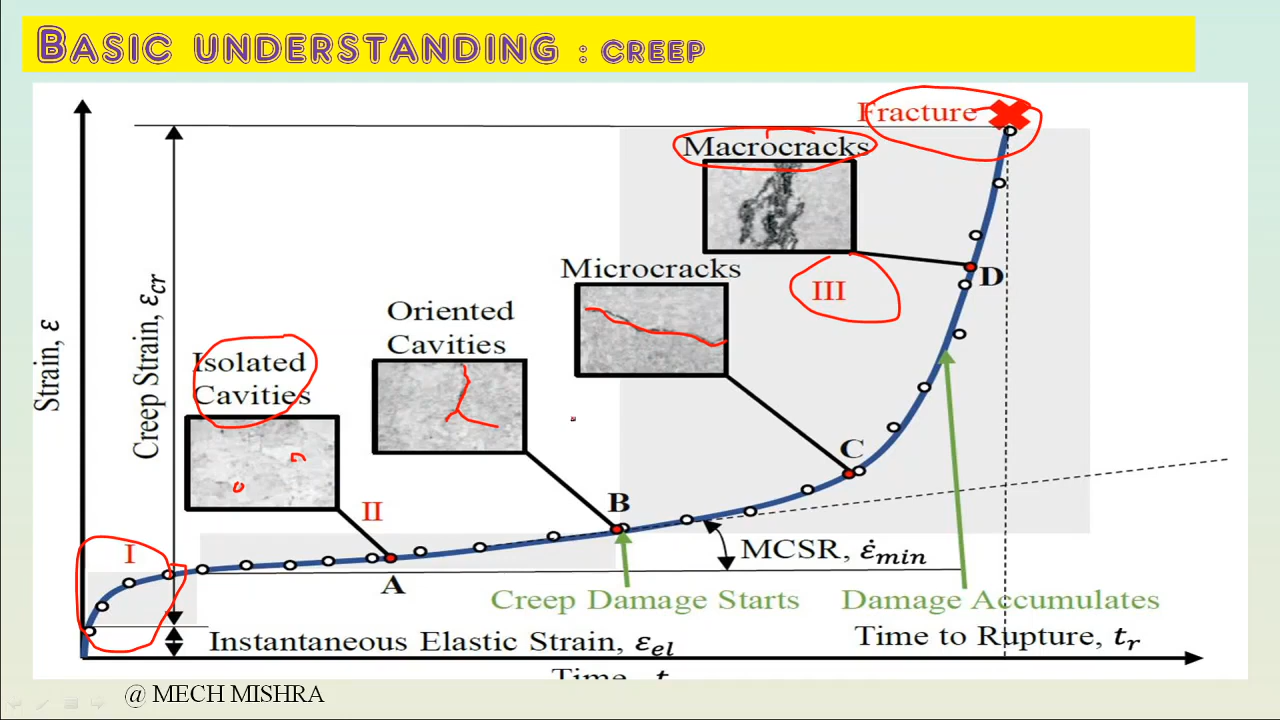 BASIC UNDERSTANDING : CREEP
Fracture
Macrocracks
III
D
Microcracks
Oriented
Cavities
Isolated
Cavities
Strain, ε
Creep Strain, εcr
I
II
A
B
C
MCSR, ε̇min
Creep Damage Starts
Damage Accumulates
Instantaneous Elastic Strain, εel
Time to Rupture, tr
Time, t
@ MECH MISHRA